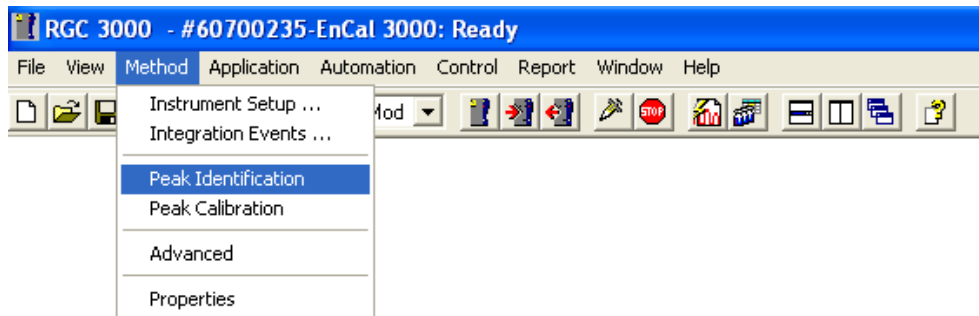 RGC 3000 - #60700235-EnCal 3000: Ready
File View Method Application Automation Control Report Window Help
Instrument Setup ...
Mod
STOP
Integration Events ...
Peak Identification
Peak Calibration
Advanced
Properties